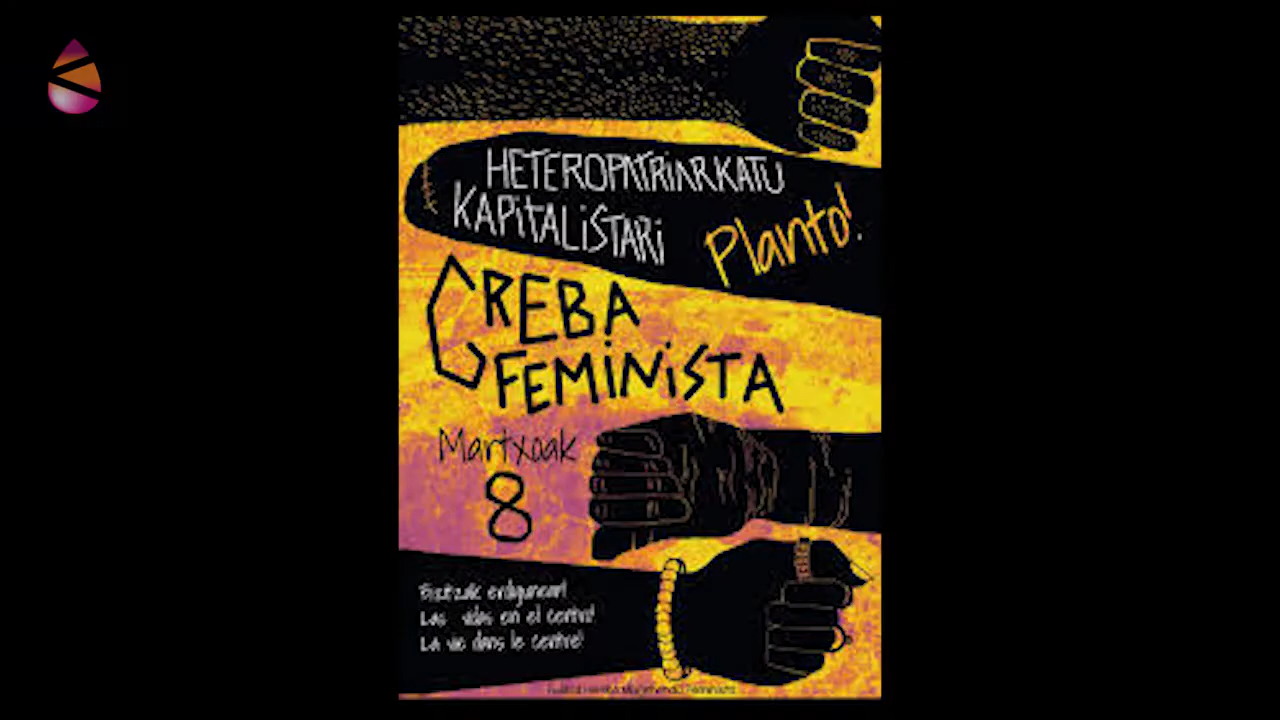 HETEROPATRIARKATU
KAPITALISTARI Planto!
GREBA
FEMINISTA
Martxoak
8
Bizitzak erdigunean!
Las vidas en el centro!
La vie dans le centre!